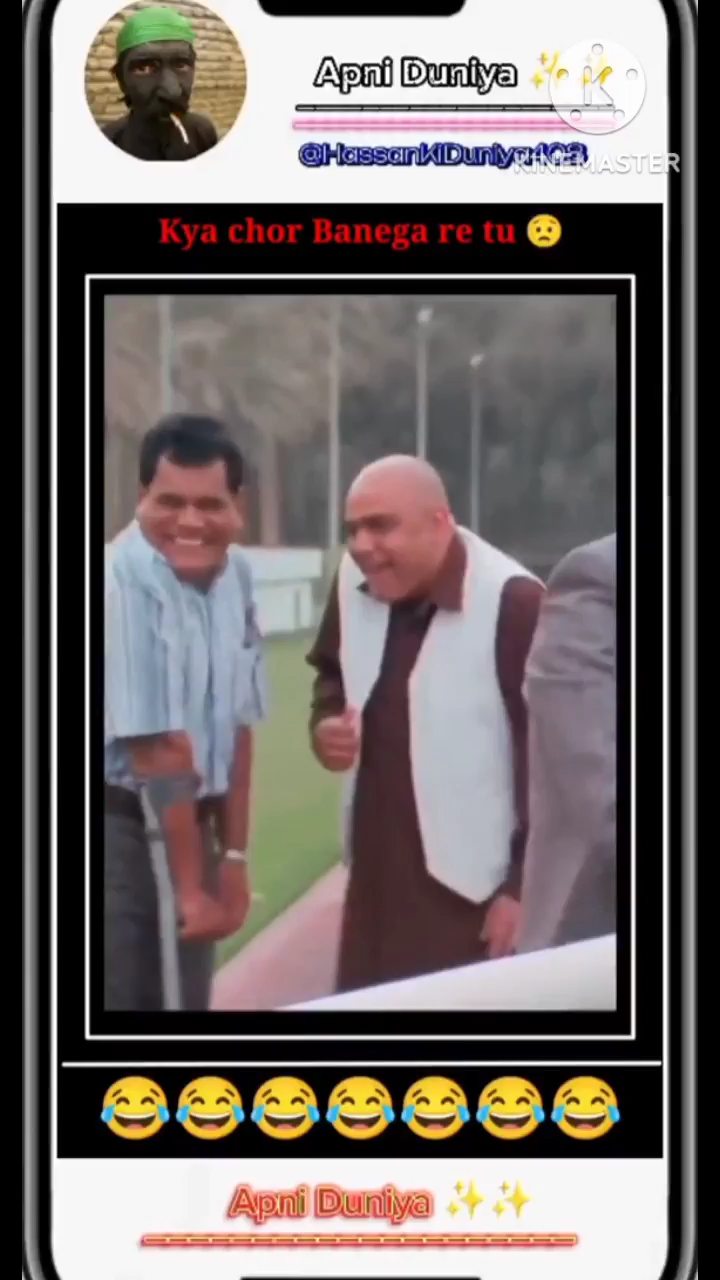 Apni Duniya ✨
@HassanKIDuniya403
KINEMASTER
Kya chor Banega re tu 😟
😂😂😂😂😂😂😂
Apni Duniya ✨✨